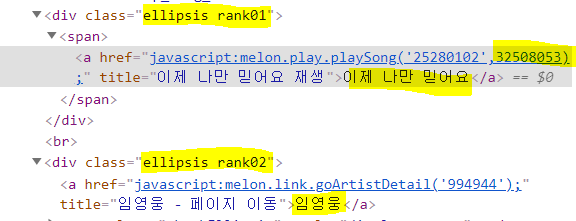 ▼<div class="ellipsis rank01">
▼<span>
<a href="javascript:melon.play.playSong('25280102',32508053)
;" title="이제 나만 믿어요 재생">이제 나만 믿어요</a> == $0
</span>
</div>
<br>
▼<div class="ellipsis rank02">
<a href="javascript:melon.link.goArtistDetail('994944');"
title="임영웅 - 페이지 이동">임영웅</a>